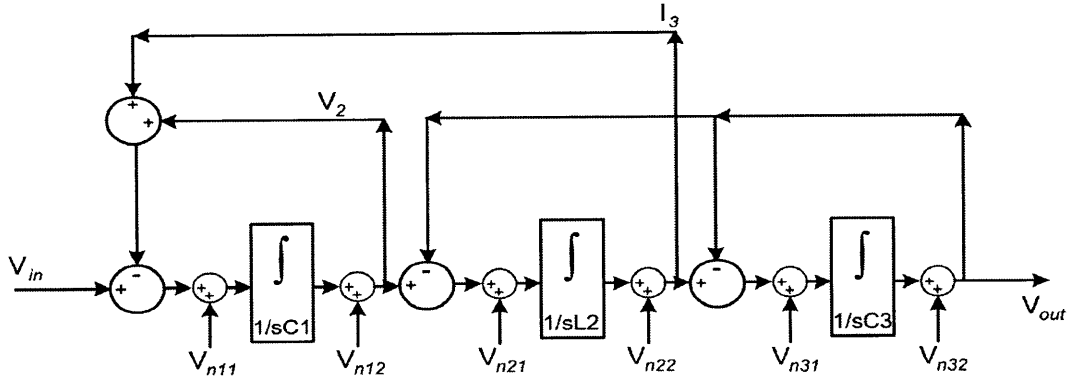 I3
+
+
+
V2
-
-
-
Vin
+
+
+
∫
+
+
+
+
+
∫
+
+
+
+
+
∫
+
+
1/sC1
1/sL2
1/sC3
Vout
Vn11
Vn12
Vn21
Vn22
Vn31
Vn32